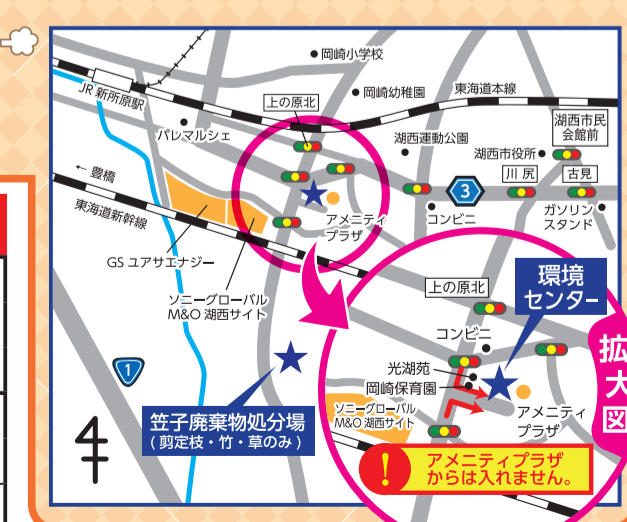 岡崎小学校
JR 新所原駅
岡崎幼稚園
東海道本線
上の原北
パレマルシェ
湖西運動公園
湖西市民
会館前
湖西市役所
川尻
古見
3
← 豊橋
東海道新幹線
アメニティ
プラザ
コンビニ
ガソリン
スタンド
GS ユアサエナジー
ソニーグローバル
M&O 湖西サイト
1
笠子廃棄物処分場
(剪定枝・竹・草のみ)
上の原北
環境
センター
拡大図
コンビニ
光湖苑
岡崎保育園
ソニーグローバル
M&O 湖西サイト
アメニティ
プラザ
!
アメニティプラザ
からは入れません。